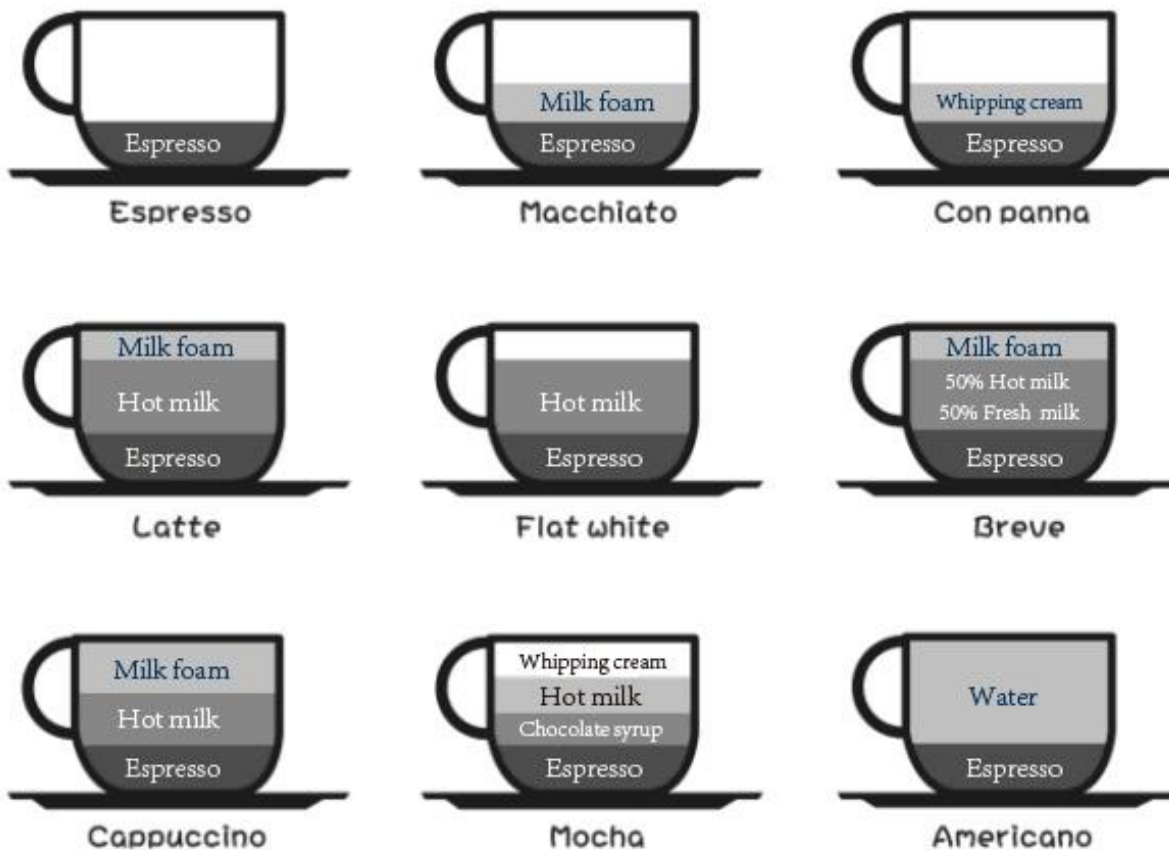 Espresso
Espresso
Milk foam
Espresso
Macchiato
Whipping cream
Espresso
Con panna
Milk foam
Hot milk
Espresso
Latte
Hot milk
Espresso
Flat white
Milk foam
50% Hot milk
50% Fresh milk
Espresso
Breve
Milk foam
Hot milk
Espresso
Cappuccino
Whipping cream
Hot milk
Chocolate syrup
Espresso
Mocha
Water
Espresso
Americano